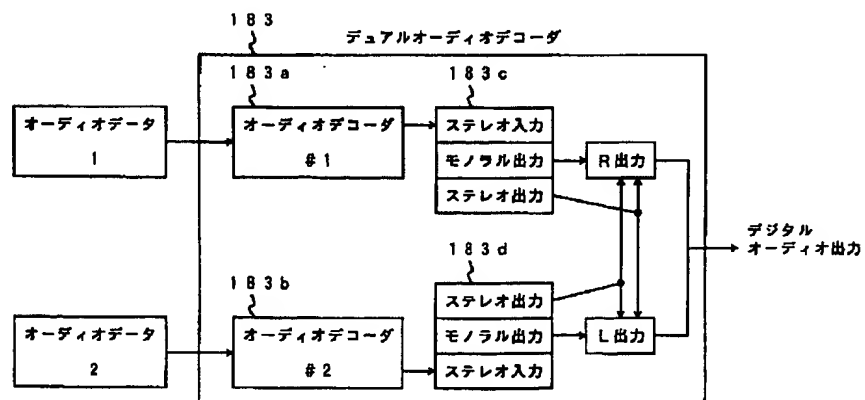 183
デュアルオーディオデコーダ
183a
183c
オーディオデータ
1
オーディオデコーダ
#1
ステレオ入力
モノラル出力
ステレオ出力
R出力
デジタル
オーディオ出力
183b
183d
オーディオデータ
2
オーディオデコーダ
#2
ステレオ出力
モノラル出力
ステレオ入力
L出力